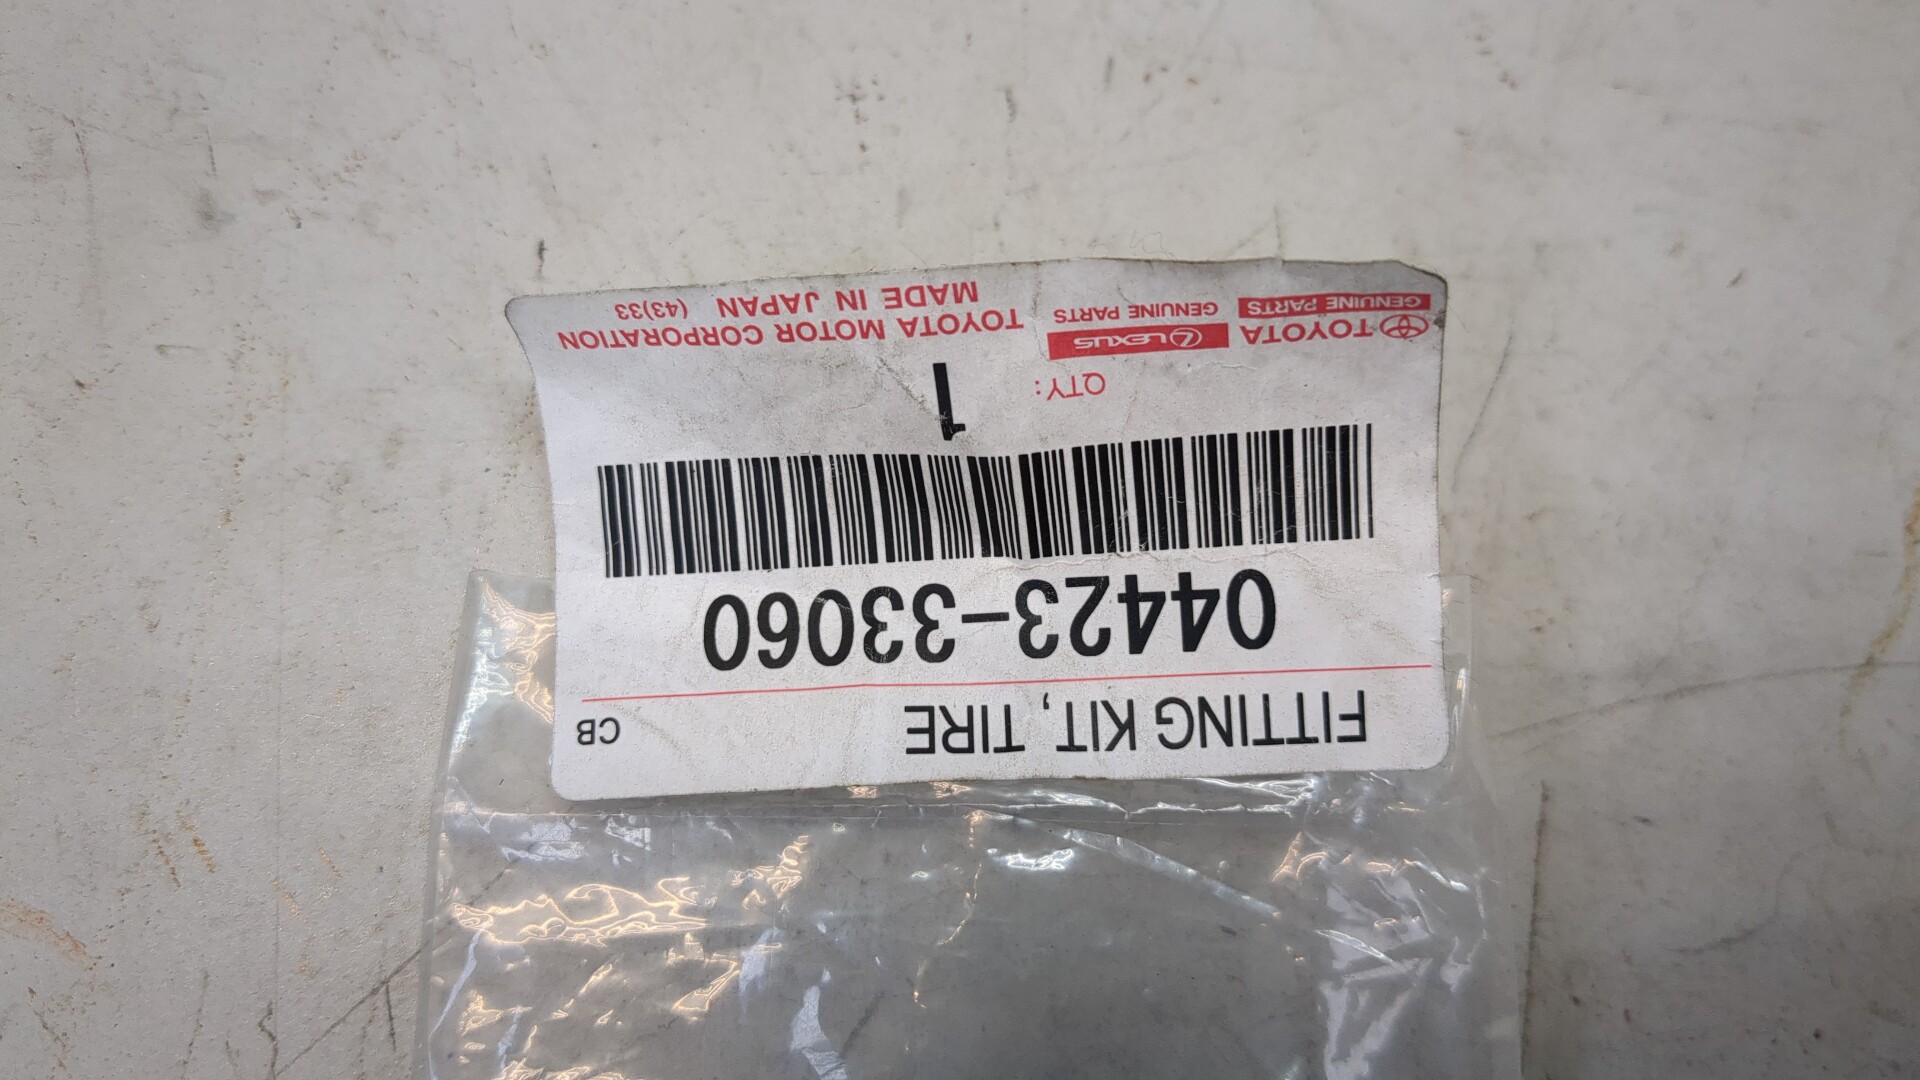 FITTING KIT, TIRE
CB
04423-33060
QTY: 1
TOYOTA
GENUINE PARTS
LEXUS
GENUINE PARTS
TOYOTA MOTOR CORPORATION
MADE IN JAPAN (43)33